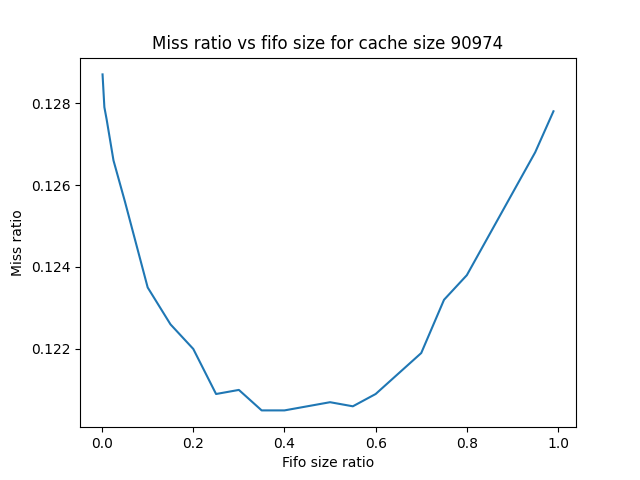 Miss ratio vs fifo size for cache size 90974
0.128
0.126
0.124
0.122
Miss ratio
0.0 0.2 0.4 0.6 0.8 1.0
Fifo size ratio